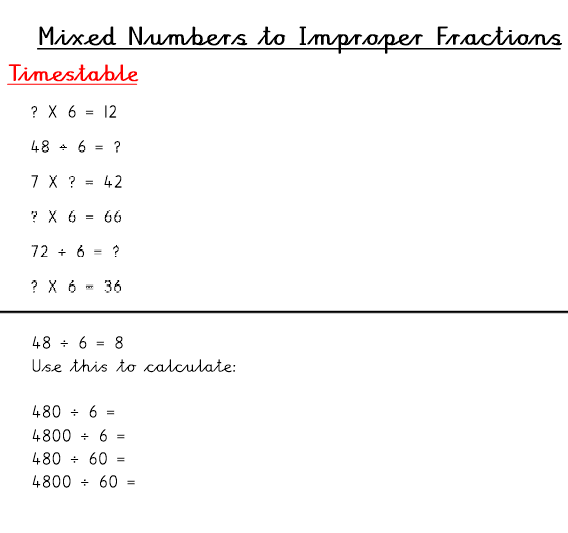 Mixed Numbers to Improper Fractions
Timestable
? X 6 = 12
48 ÷ 6 = ?
7 X ? = 42
? X 6 = 66
72 ÷ 6 = ?
? X 6 = 36
48 ÷ 6 = 8
Use this to calculate:
480 ÷ 6 =
4800 ÷ 6 =
480 ÷ 60 =
4800 ÷ 60 =